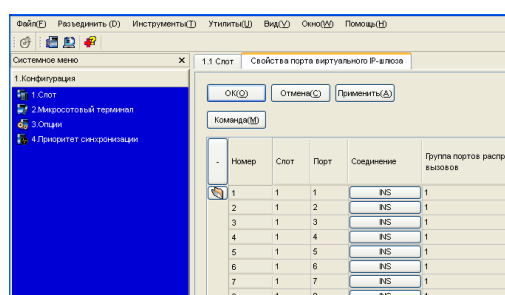 Файл(F) Разъединить (D) Инструменты(T) Утилиты(U) Вид(V) Окно(W) Помощь(H)
Системное меню × 1.1 Слот Свойства порта виртуального IP-шлюза
1.Конфигурация
1.Слот
2.Микросотовый терминал
3.Опции
4.Приоритет синхронизации
OK(O) Отмена(C) Применить(A)
Команда(M)
- Номер Слот Порт Соединение Группа портов распр
вызовов
1 1 1 INS 1
2 1 2 INS 1
3 1 3 INS 1
4 1 4 INS 1
5 1 5 INS 1
6 1 6 INS 1
7 1 7 INS 1